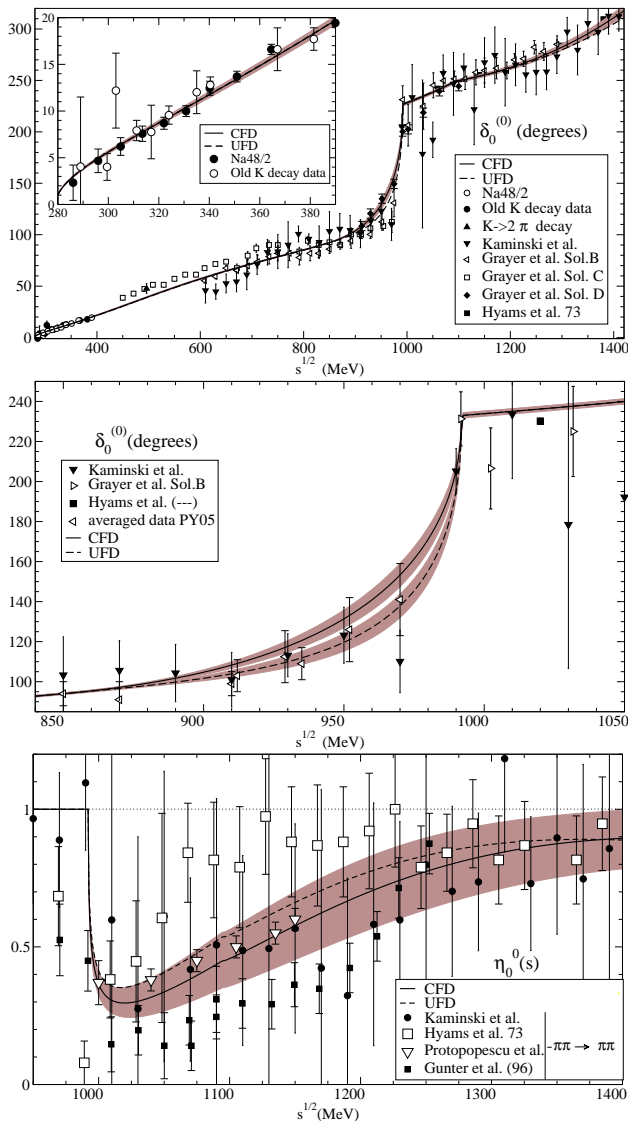 20
15
10
5
0
280
300
320
340
360
380
CFD
UFD
Na48/2
Old K decay data
300
250
200
150
100
50
0
δ0(0) (degrees)
CFD
UFD
Na48/2
Old K decay data
K->2 π decay
Kaminski et al.
Grayer et al. Sol.B
Grayer et al. Sol. C
Grayer et al. Sol. D
Hyams et al. 73
400
600
800
1000
1200
1400
s1/2 (MeV)
240
220
200
180
160
140
120
100
δ0(0) (degrees)
Kaminski et al.
Grayer et al. Sol.B
Hyams et al. (---)
averaged data PY05
CFD
UFD
850
900
950
1000
1050
s1/2 (MeV)
1
0.5
0
η00(s)
CFD
UFD
Kaminski et al.
Hyams et al. 73
Protopopescu et al.
Gunter et al. (96)
-ππ → ππ
1000
1100
1200
1300
1400
s1/2(MeV)